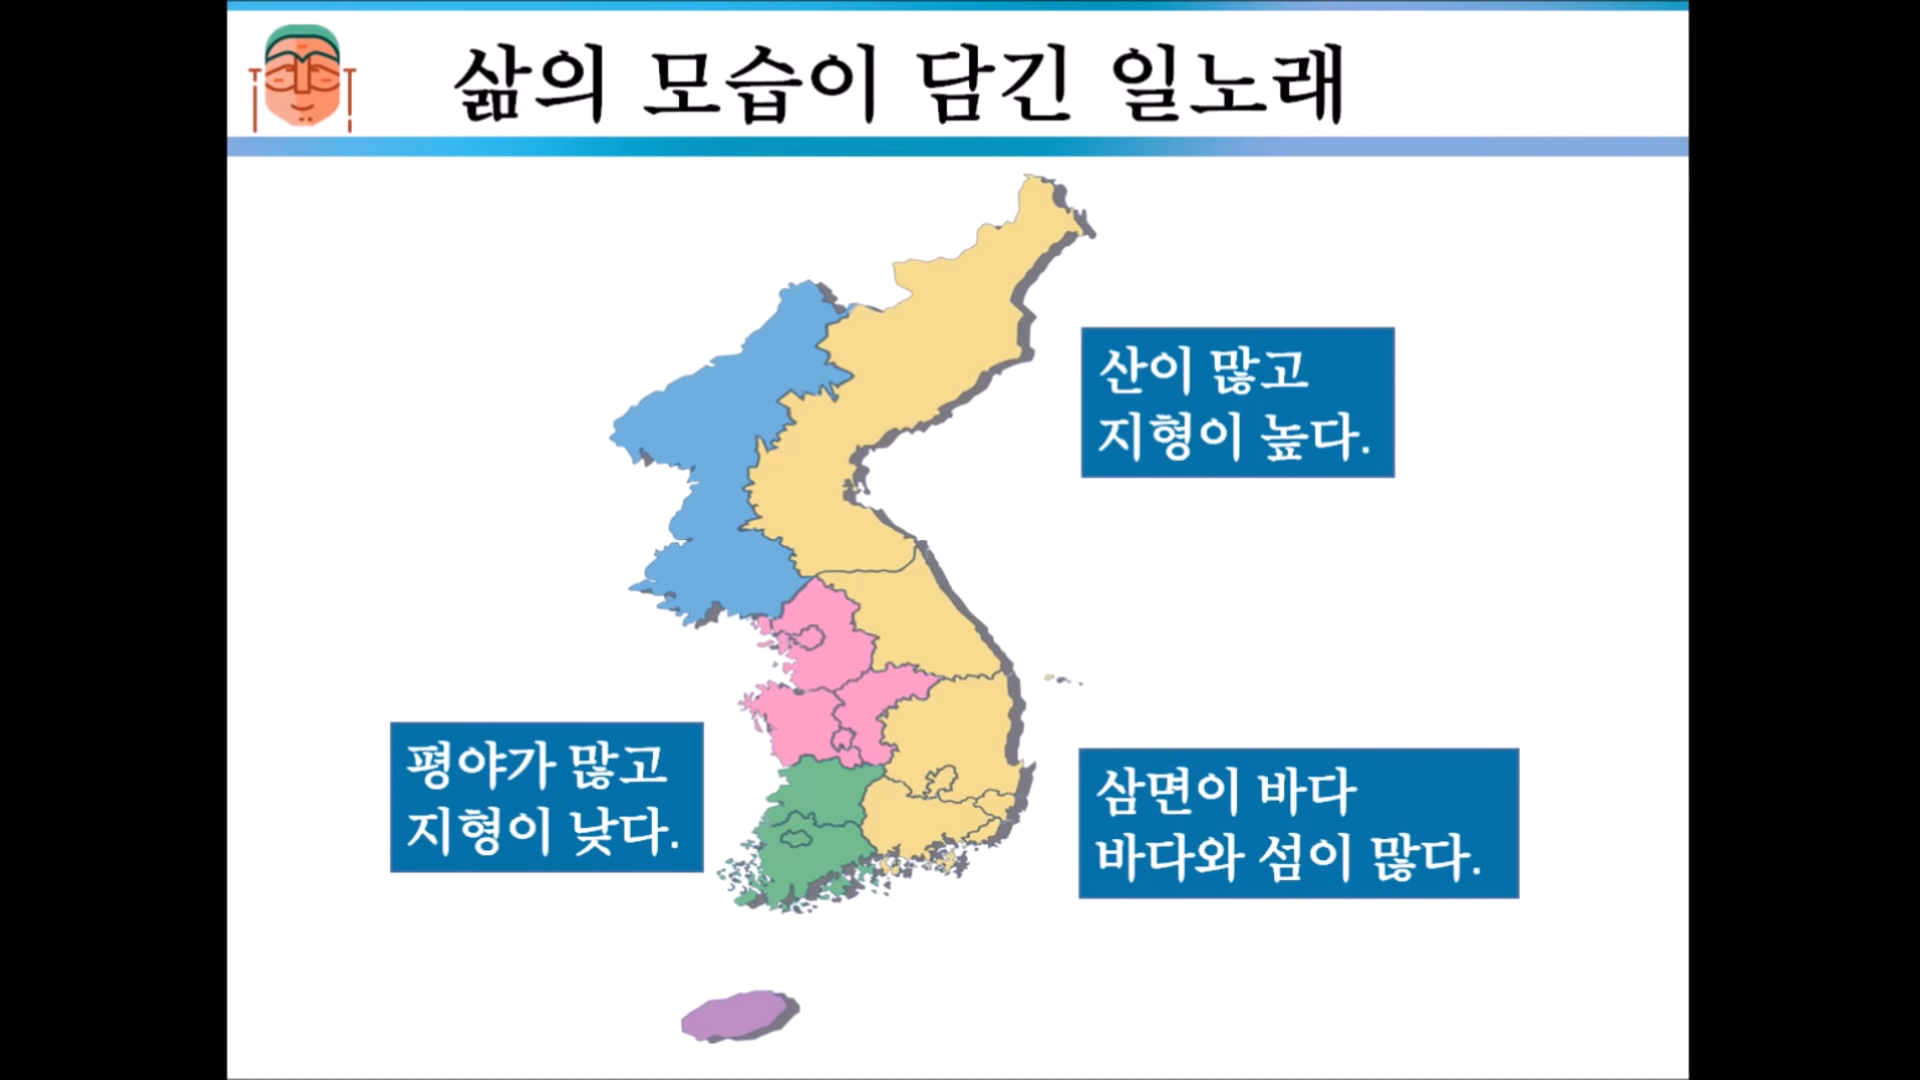 삶의 모습이 담긴 일노래
산이 많고
지형이 높다.
평야가 많고
지형이 낮다.
삼면이 바다
바다와 섬이 많다.